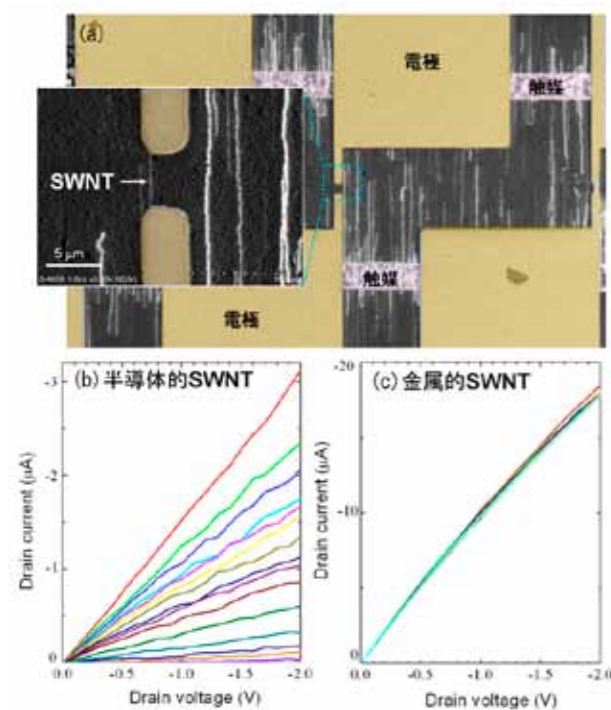 (a)
電極
触媒
SWNT
5 μm
触媒
電極
(b) 半導体的SWNT
-3
-2
-1
0
Drain current (μA)
0.0 -0.5 -1.0 -1.5 -2.0
Drain voltage (V)
(c) 金属的SWNT
-20
-10
0
Drain current (μA)
0.0 -0.5 -1.0 -1.5 -2.0
Drain voltage (V)